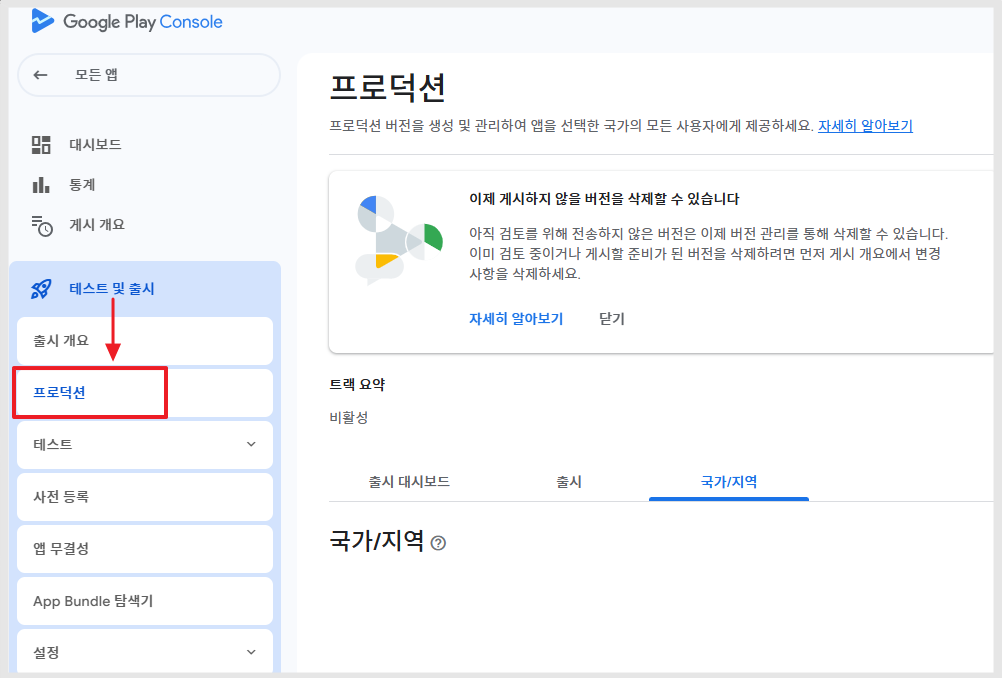 Google Play Console
모든 앱
대시보드
통계
게시 개요
테스트 및 출시
출시 개요
프로덕션
테스트
사전 등록
앱 무결성
App Bundle 탐색기
설정
프로덕션
프로덕션 버전을 생성 및 관리하여 앱을 선택한 국가의 모든 사용자에게 제공하세요. 자세히 알아보기
이제 게시하지 않을 버전을 삭제할 수 있습니다
아직 검토를 위해 전송하지 않은 버전은 이제 버전 관리를 통해 삭제할 수 있습니다.
이미 검토 중이거나 게시할 준비가 된 버전을 삭제하려면 먼저 게시 개요에서 변경
사항을 삭제하세요.
자세히 알아보기 닫기
트랙 요약
비활성
출시 대시보드 출시 국가/지역
국가/지역